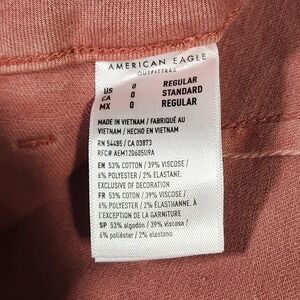 AMERICAN EAGLE
OUTFITTERS
US 0 REGULAR
CA 0 STANDARD
MX 0 REGULAR
MADE IN VIETNAM / FABRIQUÉ AU
VIETNAM / HECHO EN VIETNAM
RN 54485 / CA 03873
RFC# AEM120605U9A
EN 53% COTTON / 39% VISCOSE /
6% POLYESTER / 2% ELASTANE.
EXCLUSIVE OF DECORATION
FR 53% COTON / 39% VISCOSE /
6% POLYESTER / 2% ÉLASTHANNE. À
L'EXCEPTION DE LA GARNITURE
SP 53% algodón / 39% viscosa /
6% poliéster / 2% elastano